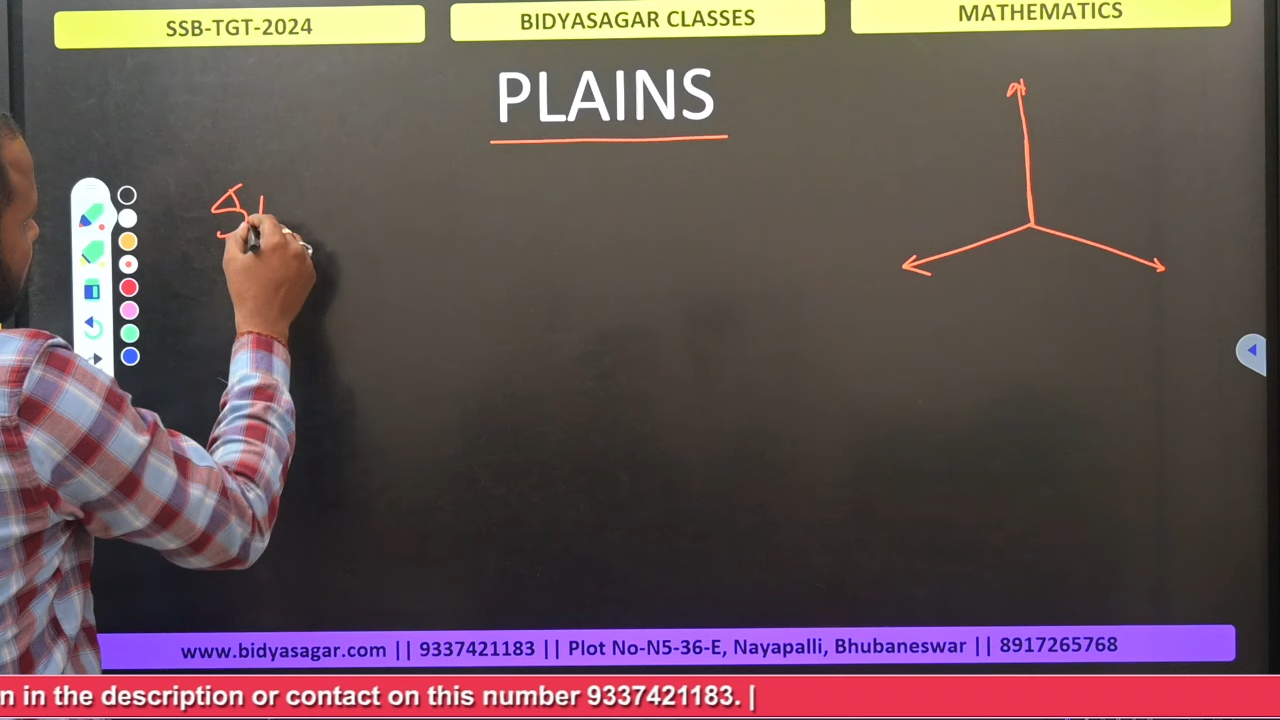 SSB-TGT-2024
BIDYASAGAR CLASSES
MATHEMATICS
PLAINS
www.bidyasagar.com || 9337421183 || Plot No-N5-36-E, Nayapalli, Bhubaneswar || 8917265768
n in the description or contact on this number 9337421183. |